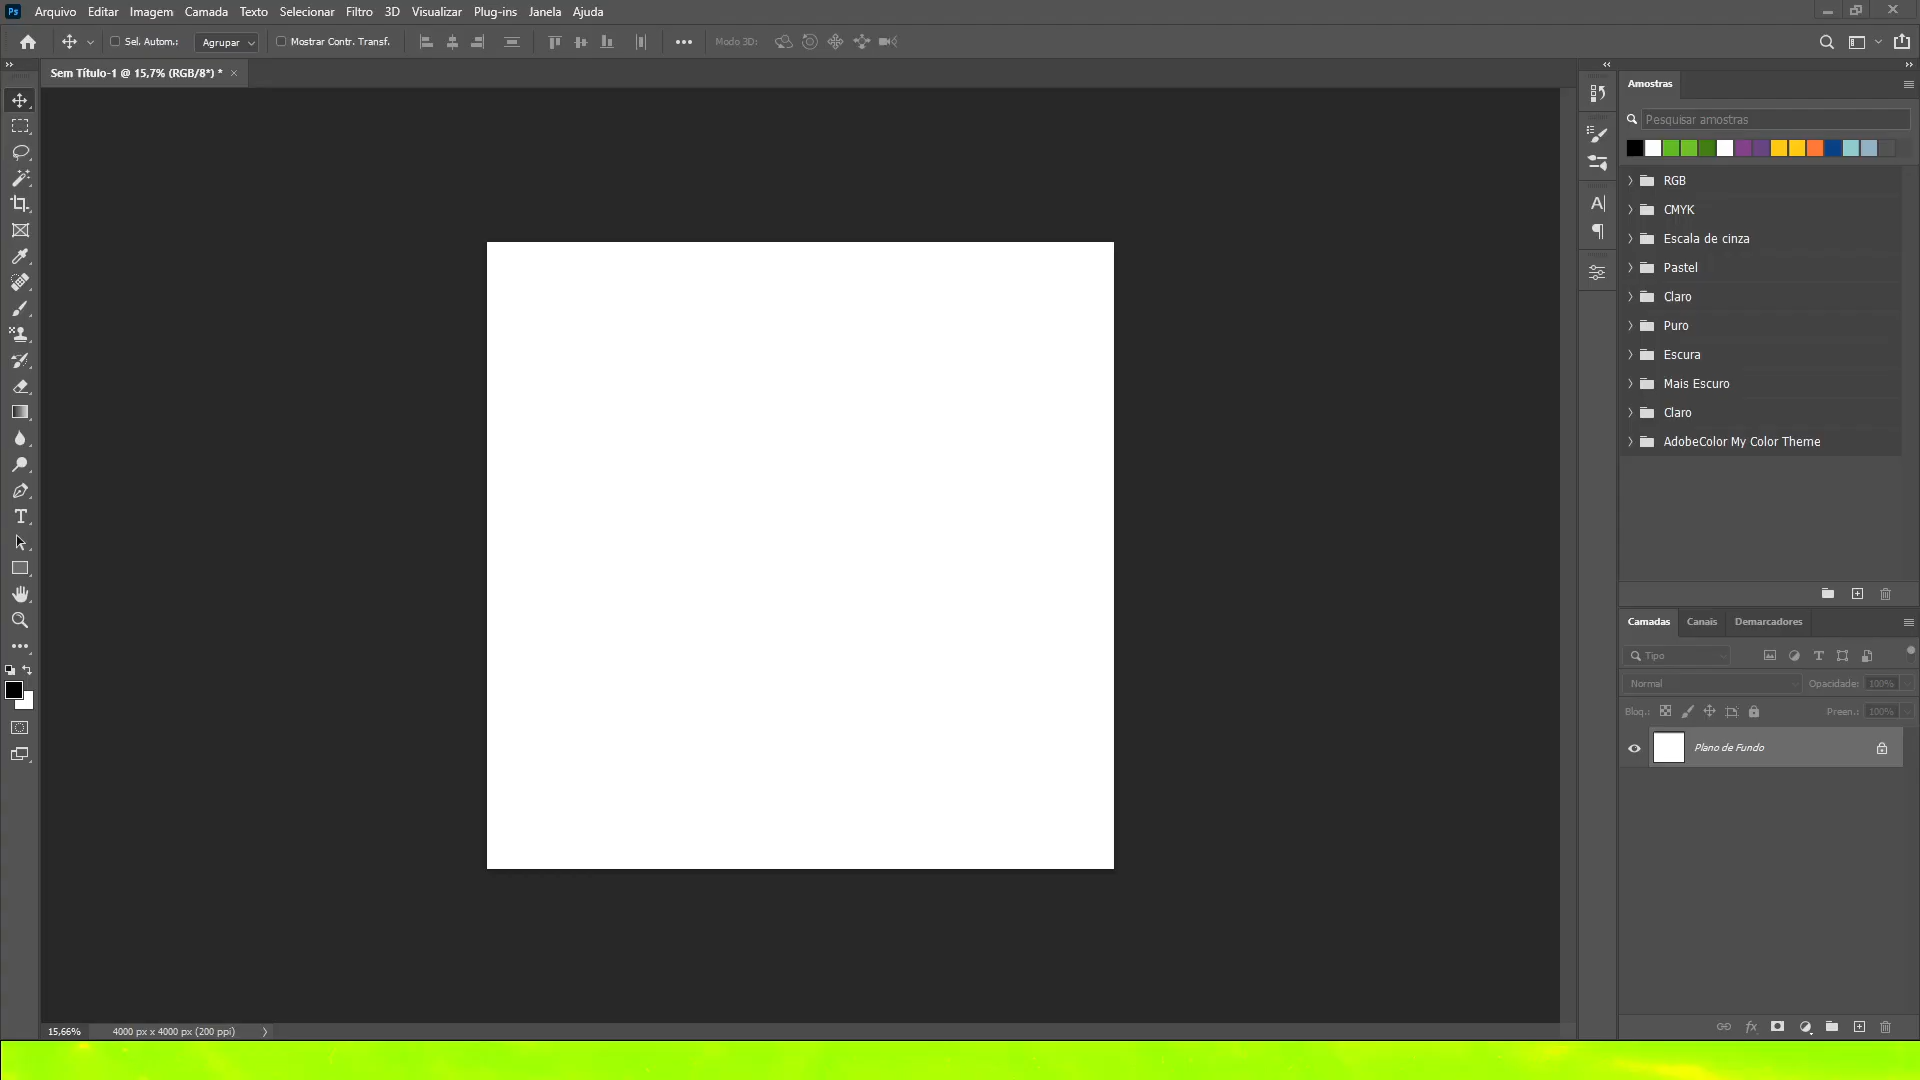 Ps Arquivo Editar Imagem Camada Texto Selecionar Filtro 3D Visualizar Plug-ins Janela Ajuda
Sel. Autom.: Agrupar Mostrar Contr. Transf. Modo 3D:
Sem Título-1 @ 15,7% (RGB/8*) *
Amostras
Pesquisar amostras
RGB
CMYK
Escala de cinza
Pastel
Claro
Puro
Escura
Mais Escuro
Claro
AdobeColor My Color Theme
Camadas Canais Demarcadores
Tipo
Normal Opacidade: 100%
Bloq.: Preen.: 100%
Plano de Fundo
15,66% 4000 px x 4000 px (200 ppi)